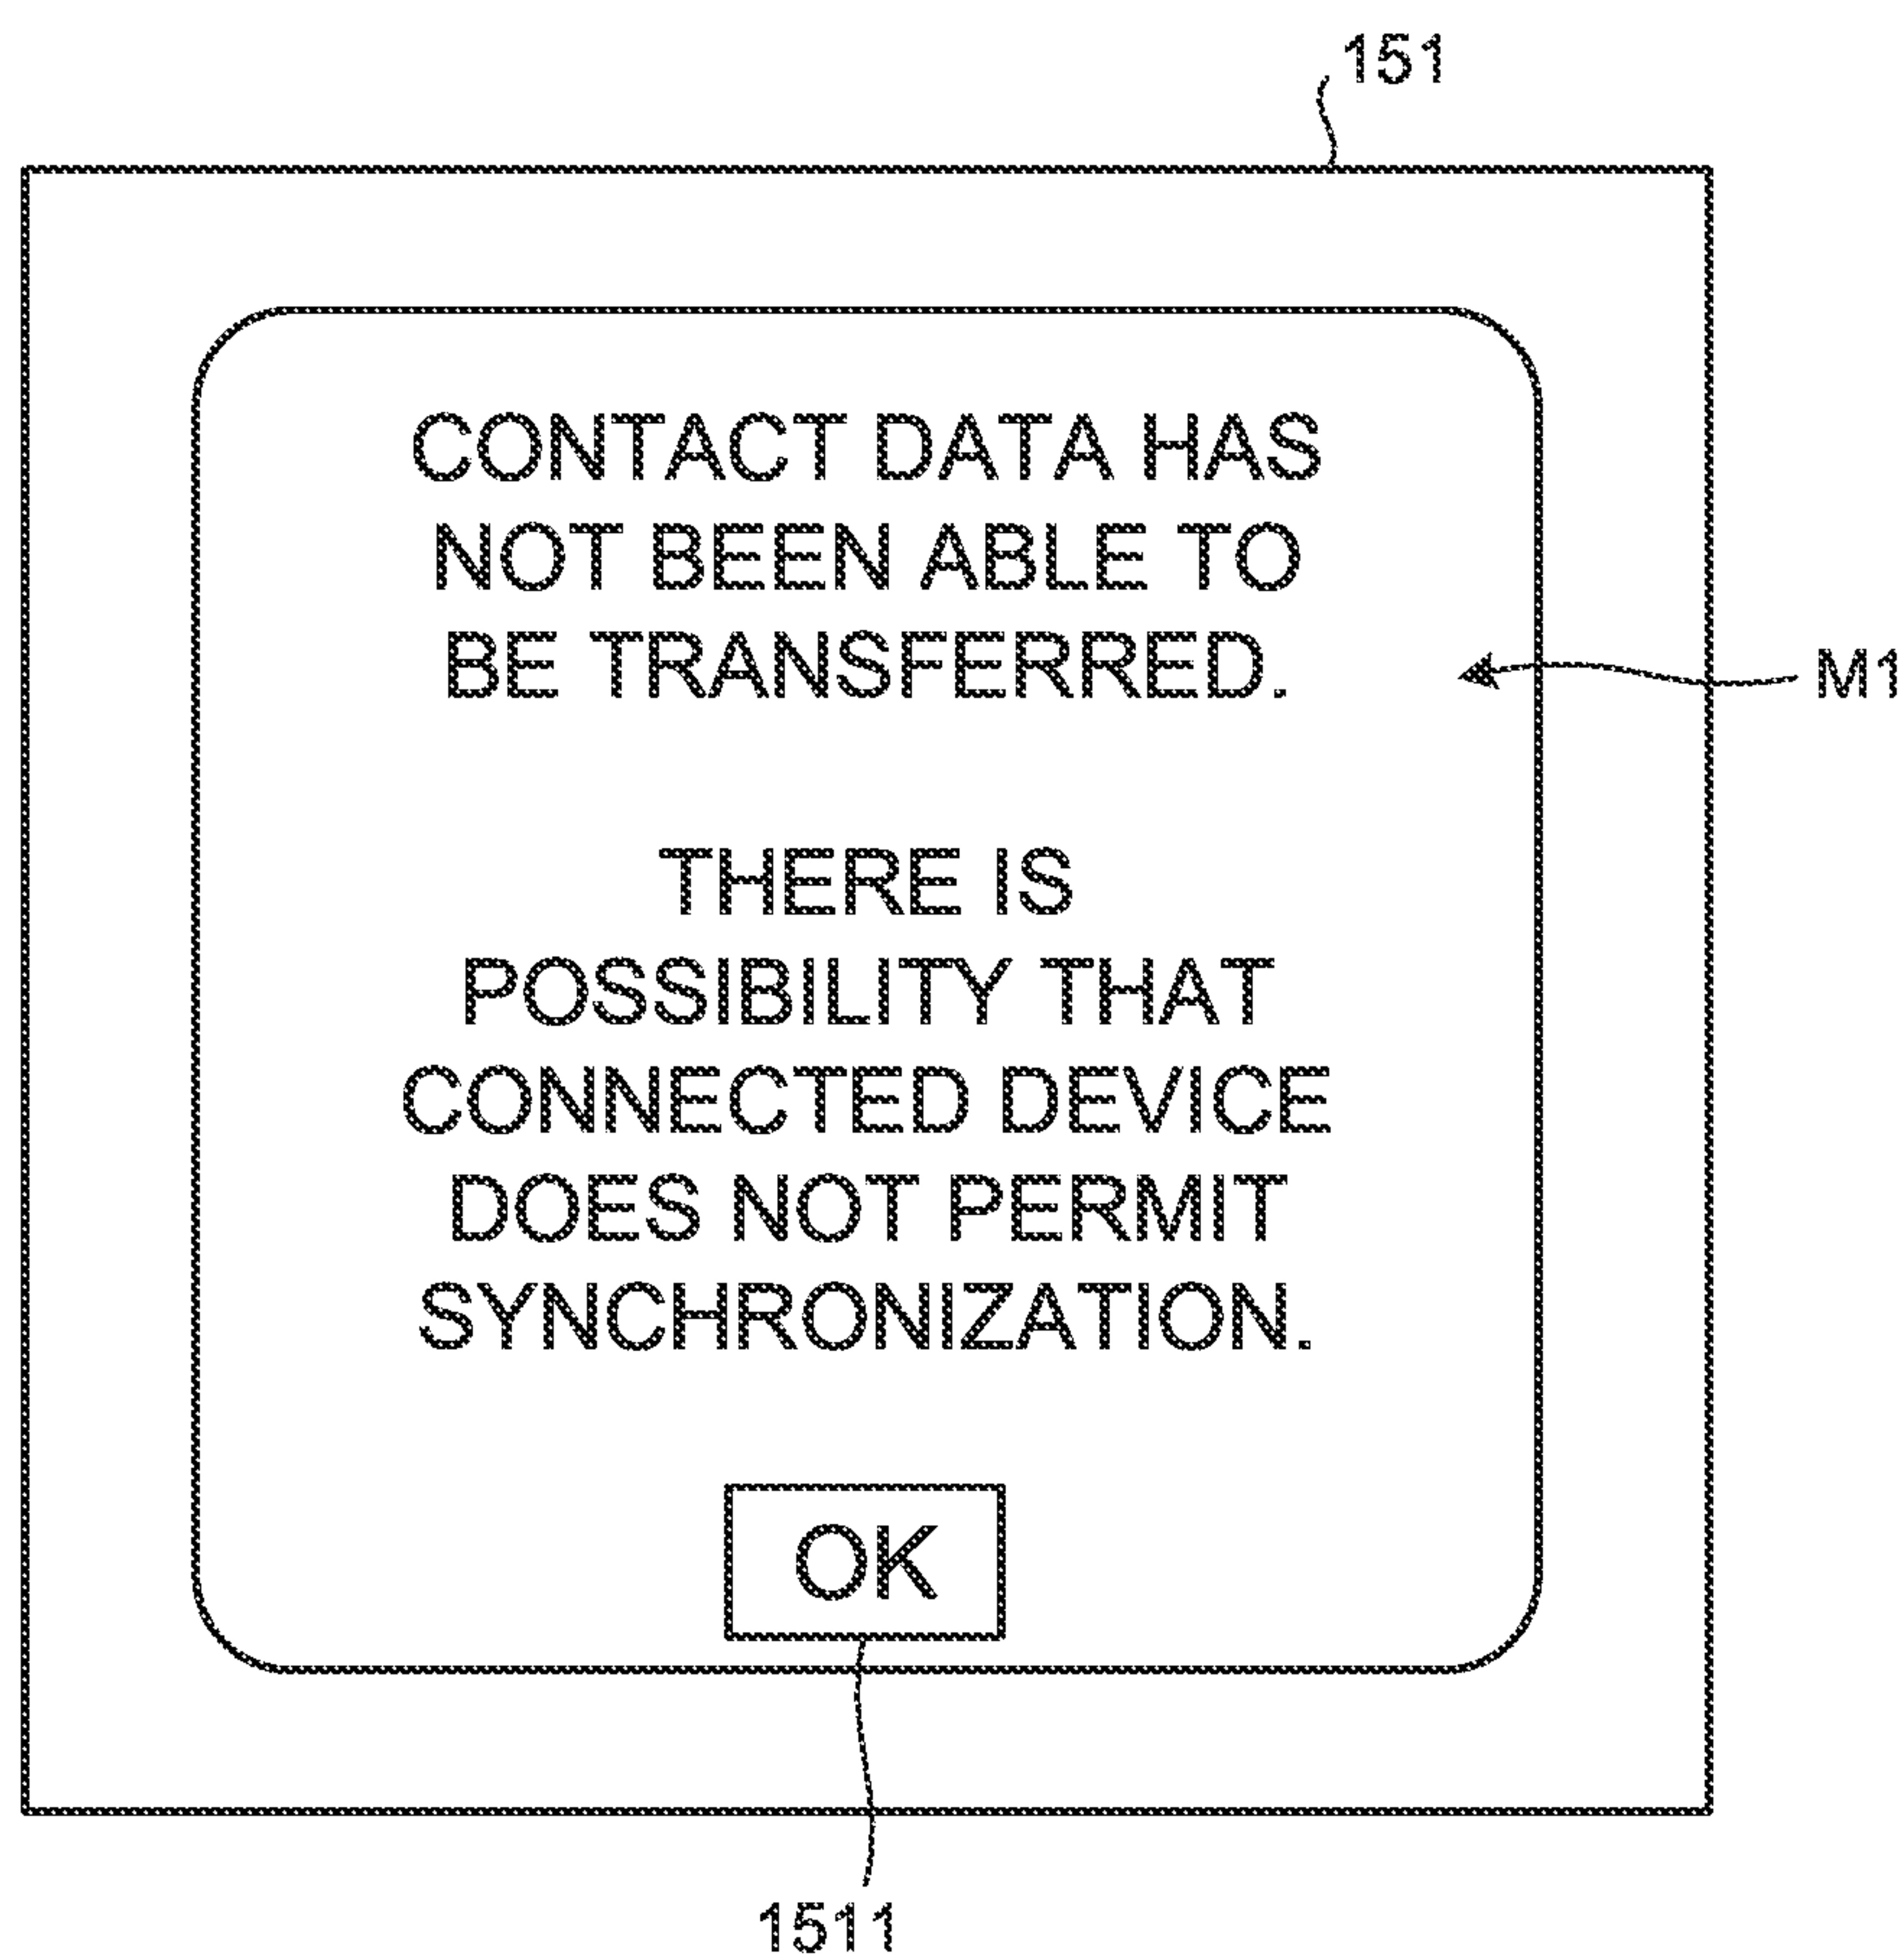 151
CONTACT DATA HAS
NOT BEEN ABLE TO
BE TRANSFERRED.
M1
THERE IS
POSSIBILITY THAT
CONNECTED DEVICE
DOES NOT PERMIT
SYNCHRONIZATION.
OK
1511